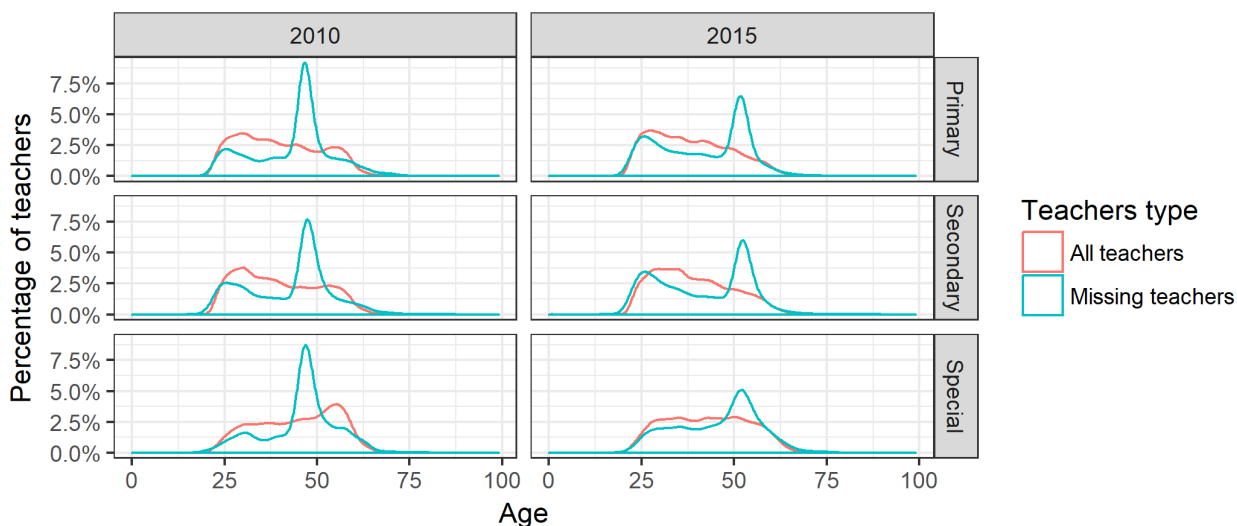 2010
2015
Percentage of teachers
7.5%
5.0%
2.5%
0.0%
Primary
7.5%
5.0%
2.5%
0.0%
Secondary
7.5%
5.0%
2.5%
0.0%
Special
0 25 50 75 100
0 25 50 75 100
Age
Teachers type
All teachers
Missing teachers